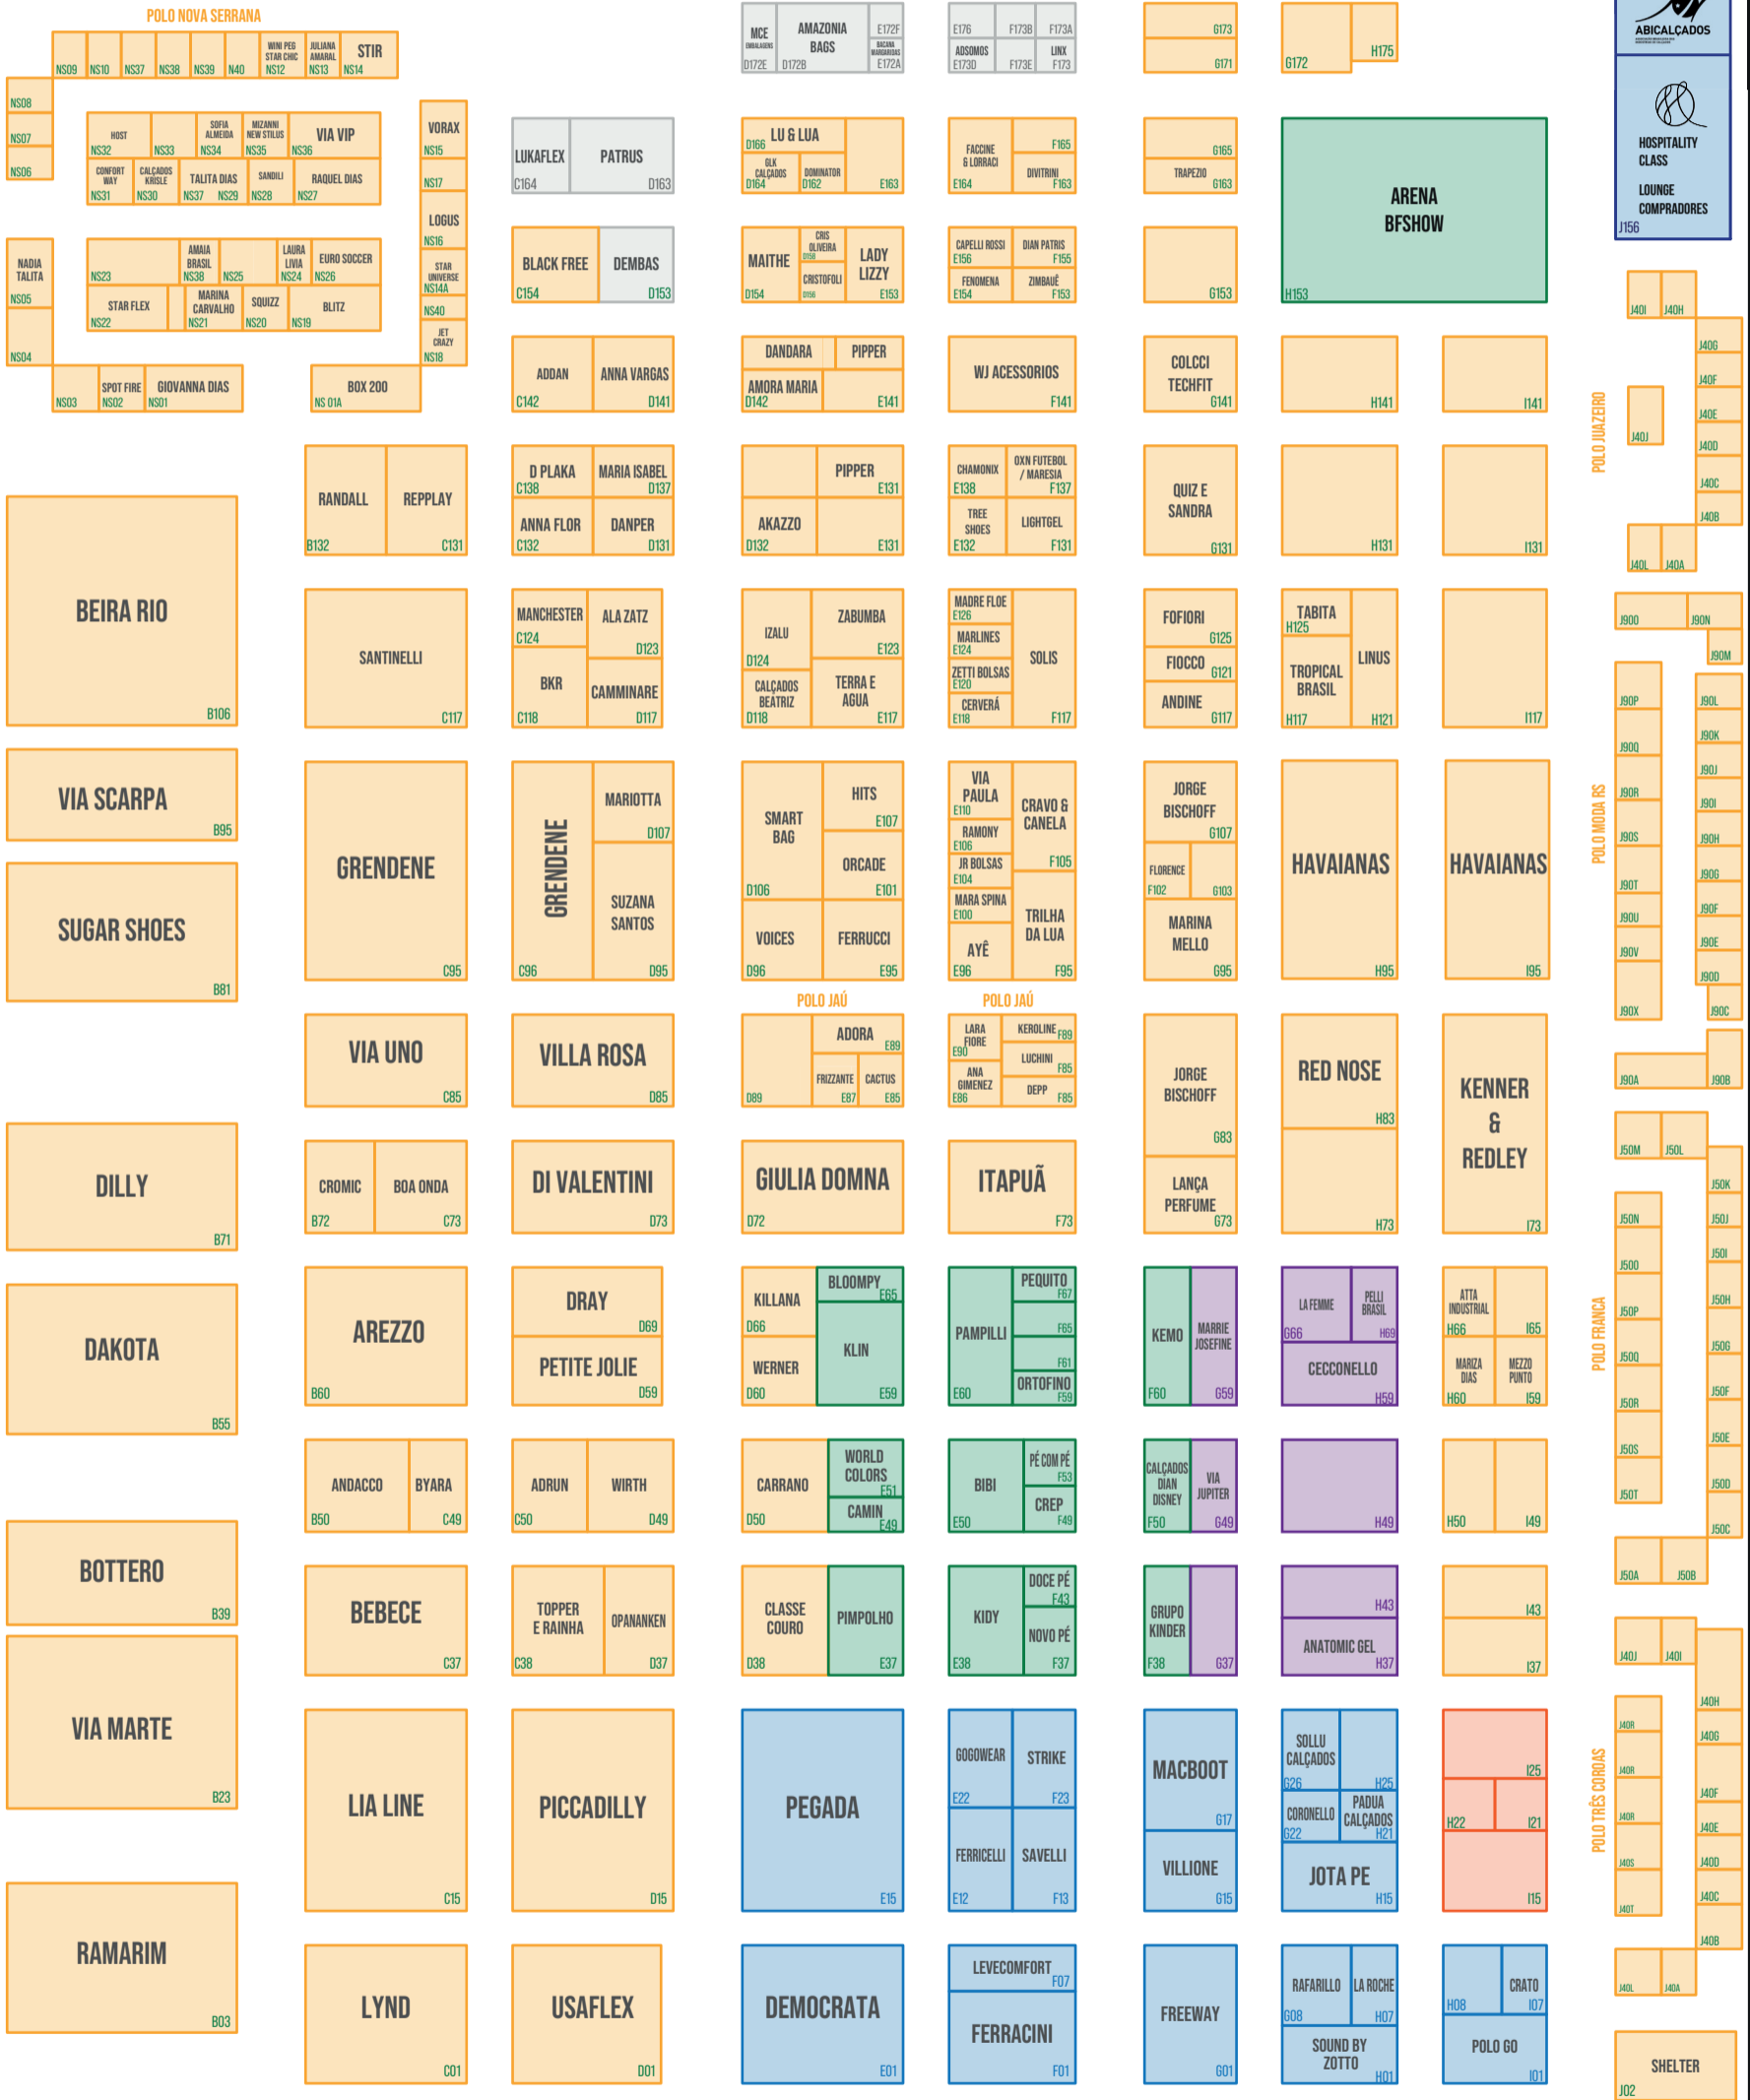 POLO NOVA SERRANA
NS09
NS10
NS37
NS38
NS39
N40
WINI PEG
STAR CHIC
NS12
JULIANA
AMARAL
NS13
STIR
NS14
NS08
NS07
NS06
HOST
NS32
NS33
SOFIA
ALMEIDA
NS34
MIZANNI
NEW STILUS
NS35
VIA VIP
NS36
CONFORT
WAY
NS31
CALÇADOS
KRISLE
NS30
TALITA DIAS
NS37
NS29
SANDILI
NS28
RAQUEL DIAS
NS27
VORAX
NS15
NS17
LOGUS
NS16
STAR
UNIVERSE
NS14A
NS40
JET
CRAZY
NS18
NADIA
TALITA
NS05
NS04
NS23
AMAIA
BRASIL
NS38
NS25
LAURA
LIVIA
NS24
EURO SOCCER
NS26
STAR FLEX
NS22
MARINA
CARVALHO
NS21
SQUIZZ
NS20
BLITZ
NS19
NS03
SPOT FIRE
NS02
GIOVANNA DIAS
NS01
BOX 200
NS 01A
MCE
EMBALAGENS
D172E
AMAZONIA
BAGS
D172B
E172F
BACANA
MARGARIDAS
E172A
E176
F173B
F173A
ADSOMOS
E173D
F173E
LINX
F173
G173
G171
G172
H175
ABICALÇADOS
HOSPITALITY
CLASS
LOUNGE
COMPRADORES
J156
LUKAFLEX
C164
PATRUS
D163
LU & LUA
D166
GLK
CALÇADOS
D164
DOMINATOR
D162
E163
FACCINE
& LORRACI
E164
F165
DIVITRINI
F163
G165
TRAPEZIO
G163
ARENA
BFSHOW
H153
BLACK FREE
C154
DEMBAS
D153
MAITHE
D154
CRIS
OLIVEIRA
D158
CRISTOFOLI
D156
LADY
LIZZY
E153
CAPELLI ROSSI
E156
DIAN PATRIS
F155
FENOMENA
E154
ZIMBAUÊ
F153
G153
ADDAN
C142
ANNA VARGAS
D141
DANDARA
PIPPER
AMORA MARIA
D142
E141
WJ ACESSORIOS
F141
COLCCI
TECHFIT
G141
H141
I141
RANDALL
B132
REPPLAY
C131
D PLAKA
C138
MARIA ISABEL
D137
ANNA FLOR
C132
DANPER
D131
PIPPER
E131
AKAZZO
D132
E131
CHAMONIX
E138
OXN FUTEBOL
/ MARESIA
F137
TREE
SHOES
E132
LIGHTGEL
F131
QUIZ E
SANDRA
G131
H131
I131
POLO JUAZEIRO
J40I
J40H
J40G
J40F
J40E
J40J
J40D
J40C
J40B
J40L
J40A
BEIRA RIO
B106
SANTINELLI
C117
MANCHESTER
C124
ALA ZATZ
D123
BKR
C118
CAMMINARE
D117
IZALU
D124
ZABUMBA
E123
CALÇADOS
BEATRIZ
D118
TERRA E
AGUA
E117
MADRE FLOE
E126
MARLINES
E124
ZETTI BOLSAS
E120
CERVERÁ
E118
SOLIS
F117
FOFIORI
G125
FIOCCO
G121
ANDINE
G117
TABITA
H125
TROPICAL
BRASIL
H117
LINUS
H121
I117
VIA SCARPA
B95
SUGAR SHOES
B81
GRENDENE
C95
GRENDENE
C96
MARIOTTA
D107
SUZANA
SANTOS
D95
SMART
BAG
D106
HITS
E107
ORCADE
E101
VOICES
D96
FERRUCCI
E95
VIA
PAULA
E110
RAMONY
E106
JR BOLSAS
E104
MARA SPINA
E100
AYÊ
E96
CRAVO &
CANELA
F105
TRILHA
DA LUA
F95
JORGE
BISCHOFF
G107
FLORENCE
F102
G103
MARINA
MELLO
G95
HAVAIANAS
H95
HAVAIANAS
I95
POLO MODA RS
J90O
J90N
J90M
J90P
J90L
J90K
J90Q
J90J
J90R
J90I
J90S
J90H
J90T
J90G
J90U
J90F
J90V
J90E
J90D
J90X
J90C
J90A
J90B
POLO JAÚ
POLO JAÚ
VIA UNO
C85
VILLA ROSA
D85
D89
ADORA
E89
FRIZZANTE
E87
CACTUS
E85
LARA
FIORE
E90
KEROLINE
F89
LUCHINI
F85
ANA
GIMENEZ
E86
DEPP
F85
JORGE
BISCHOFF
G83
LANÇA
PERFUME
G73
RED NOSE
H83
H73
KENNER
&
REDLEY
I73
DILLY
B71
CROMIC
B72
BOA ONDA
C73
DI VALENTINI
D73
GIULIA DOMNA
D72
ITAPUÃ
F73
DAKOTA
B55
AREZZO
B60
DRAY
D69
PETITE JOLIE
D59
KILLANA
D66
WERNER
D60
BLOOMPY
E65
KLIN
E59
PAMPILLI
E60
PEQUITO
F67
F65
F61
ORTOFINO
F59
KEMO
F60
MARRIE
JOSEFINE
G59
LA FEMME
G66
PELLI
BRASIL
H69
CECCONELLO
H59
ATTA
INDUSTRIAL
H66
I65
MARIZA
DIAS
H60
MEZZO
PUNTO
I59
POLO FRANCA
J50M
J50L
J50K
J50N
J50J
J50O
J50I
J50P
J50H
J50Q
J50G
J50R
J50F
J50S
J50E
J50T
J50D
J50C
J50A
J50B
ANDACCO
B50
BYARA
C49
ADRUN
C50
WIRTH
D49
CARRANO
D50
WORLD
COLORS
E51
CAMIN
E49
BIBI
E50
PÉ COM PÉ
F53
CREP
F49
CALÇADOS
DIAN
DISNEY
F50
VIA
JUPITER
G49
H49
H50
I49
BOTTERO
B39
BEBECE
C37
TOPPER
E RAINHA
C38
OPANANKEN
D37
CLASSE
COURO
D38
PIMPOLHO
E37
KIDY
E38
DOCE PÉ
F43
NOVO PÉ
F37
GRUPO
KINDER
F38
G37
H43
ANATOMIC GEL
H37
I43
I37
VIA MARTE
B23
LIA LINE
C15
PICCADILLY
D15
PEGADA
E15
GOGOWEAR
E22
STRIKE
F23
FERRICELLI
E12
SAVELLI
F13
MACBOOT
G17
VILLIONE
G15
SOLLU
CALÇADOS
G26
H25
CORONELLO
G22
PADUA
CALÇADOS
H21
JOTA PE
H15
I25
H22
I21
I15
POLO TRÊS COROAS
J40J
J40I
J40H
J40R
J40G
J40R
J40F
J40R
J40E
J40S
J40D
J40T
J40C
J40B
J40L
J40A
RAMARIM
B03
LYND
C01
USAFLEX
D01
DEMOCRATA
E01
LEVECOMFORT
F07
FERRACINI
F01
FREEWAY
G01
RAFARILLO
G08
LA ROCHE
H07
SOUND BY
ZOTTO
H01
H08
CRATO
I07
POLO GO
I01
SHELTER
J02